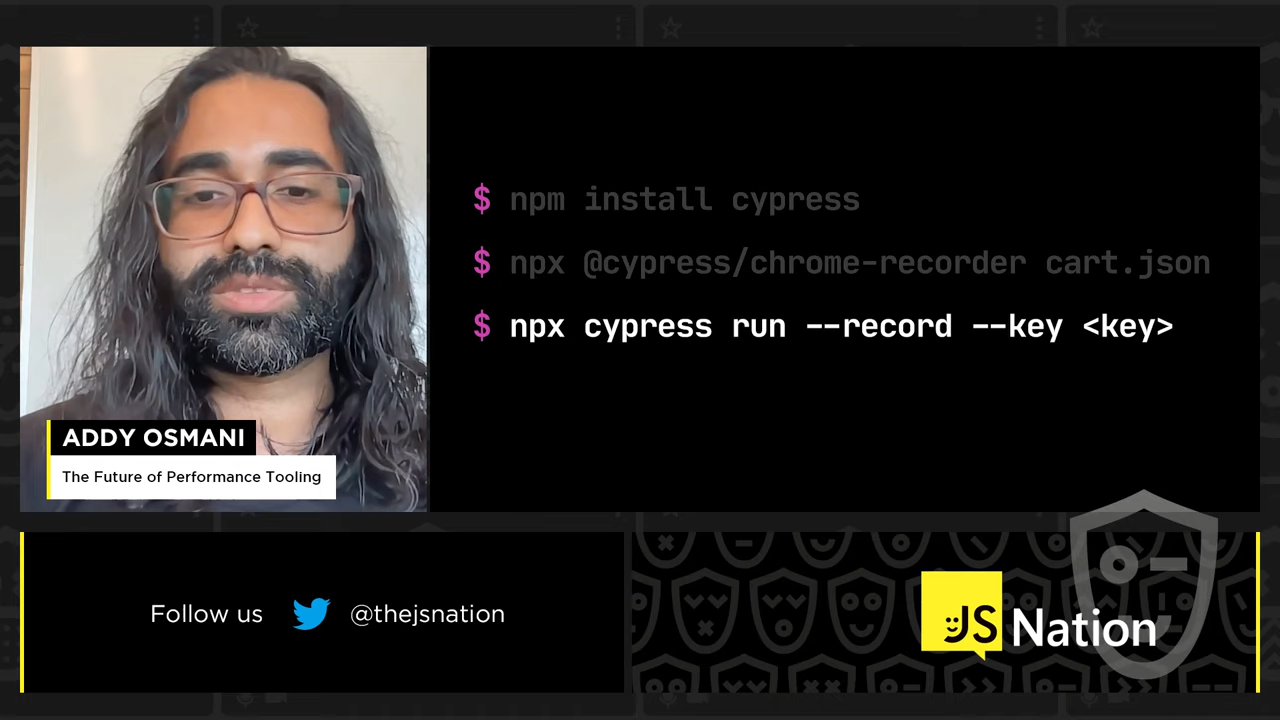 $ npm install cypress
$ npx @cypress/chrome-recorder cart.json
$ npx cypress run --record --key <key>
ADDY OSMANI
The Future of Performance Tooling
Follow us @thejsnation
JS Nation